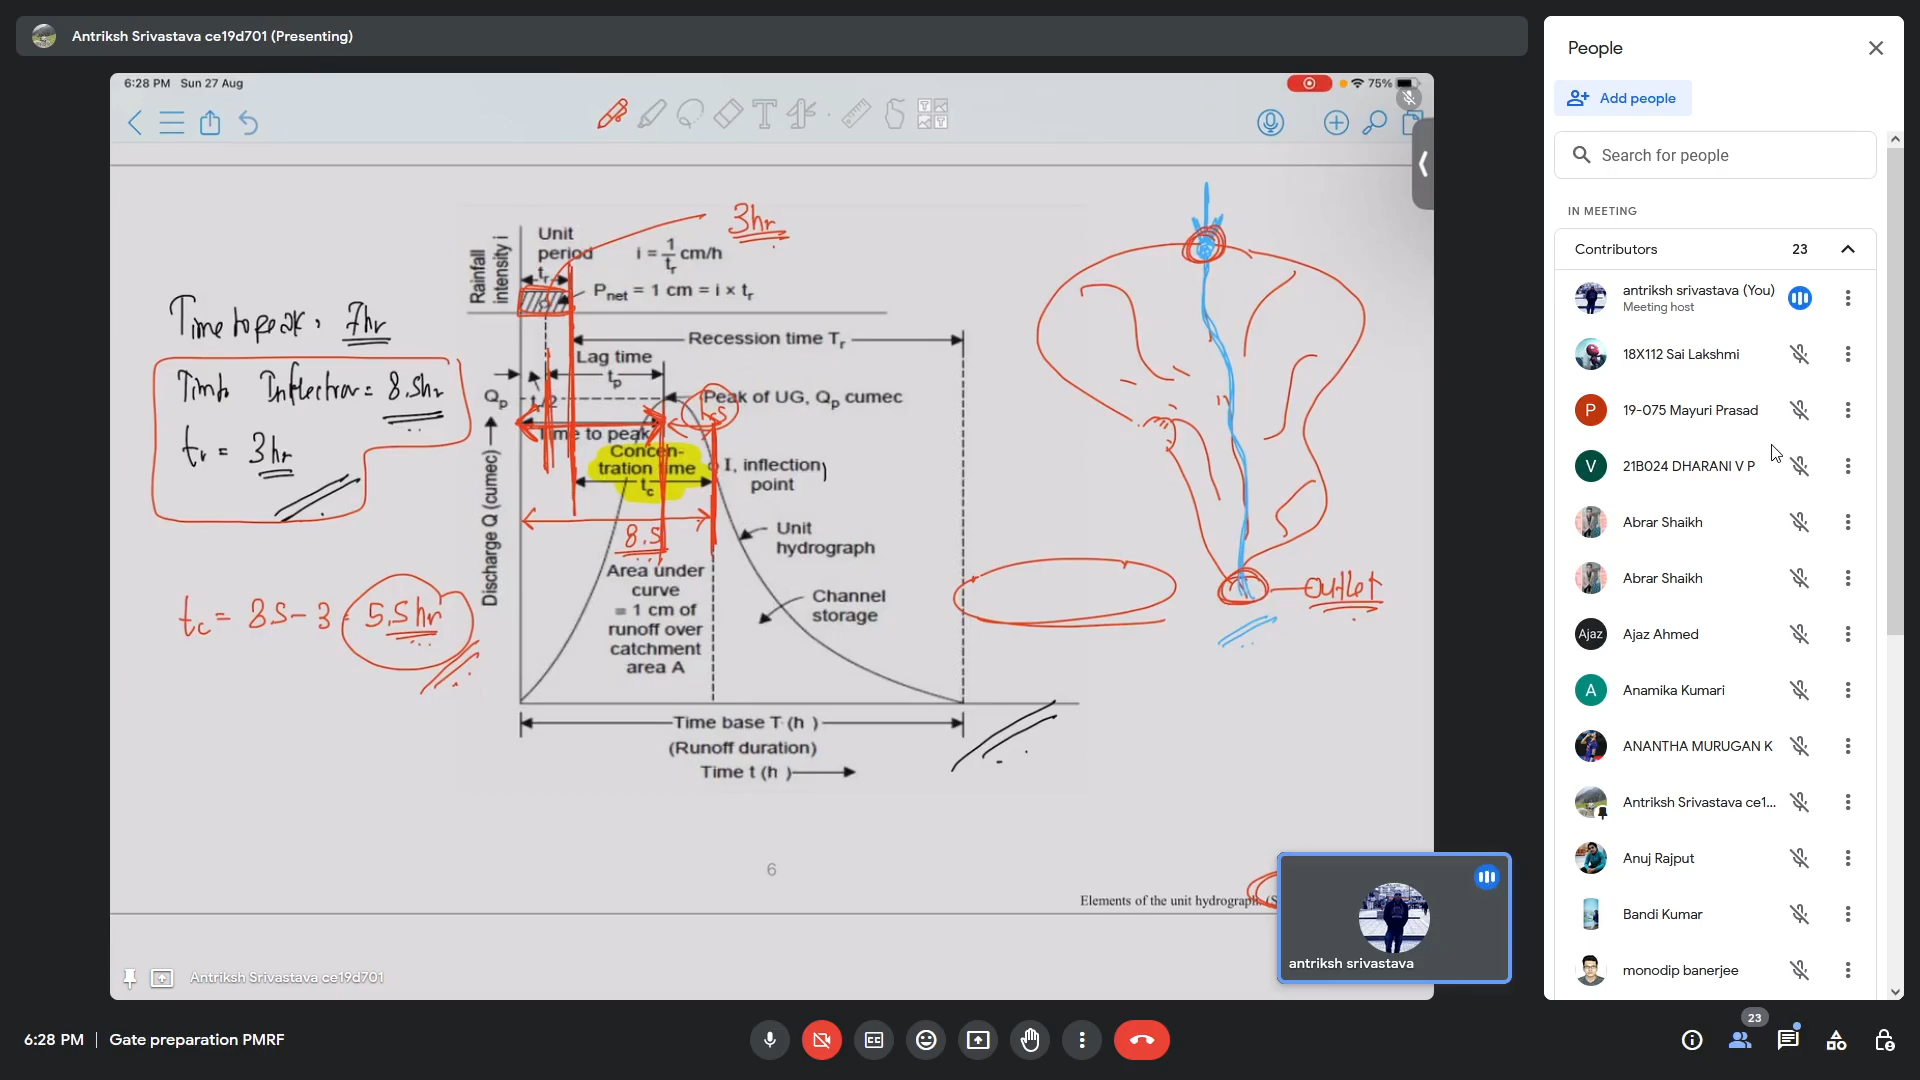 Antriksh Srivastava ce19d701 (Presenting)
6:28 PM Sun 27 Aug
75%
3hr
Rainfall
intensity i
Unit
period
tr
i = 1/tr cm/h
Pnet = 1 cm = i × tr
Time to peak = 7hr
Time to Inflection = 8.5hr
tr = 3hr
tc = 8.5 - 3 = 5.5 hr
Recession time Tr
Lag time
tp
Qp
Peak of UG, Qp cumec
1.5
Time to peak
Concen-
tration time
tc
I, inflection
point
8.5
Discharge Q (cumec)
Unit
hydrograph
Area under
curve
= 1 cm of
runoff over
catchment
area A
Channel
storage
Outlet
Time base T (h )
(Runoff duration)
Time t (h )
6
Elements of the unit hydrograph. (S
Antriksh Srivastava ce19d701
antriksh srivastava
6:28 PM | Gate preparation PMRF
People
Add people
Search for people
IN MEETING
Contributors 23
antriksh srivastava (You)
Meeting host
18X112 Sai Lakshmi
P 19-075 Mayuri Prasad
V 21B024 DHARANI V P
Abrar Shaikh
Abrar Shaikh
Ajaz Ajaz Ahmed
A Anamika Kumari
ANANTHA MURUGAN K
Antriksh Srivastava ce1...
Anuj Rajput
Bandi Kumar
monodip banerjee
23